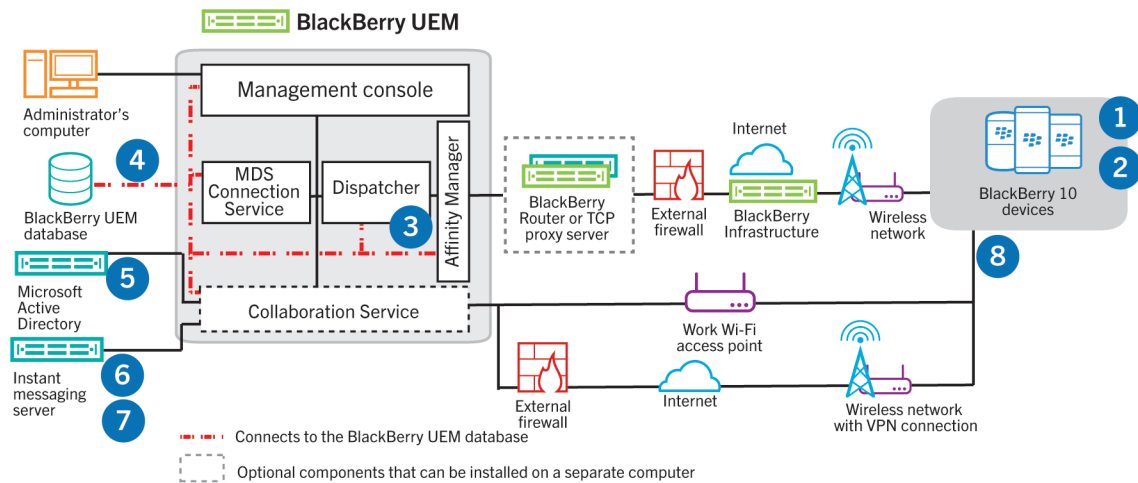 BlackBerry UEM
Administrator's
computer
Management console
4
BlackBerry UEM
database
MDS
Connection
Service
Dispatcher
3
Affinity Manager
BlackBerry
Router or TCP
proxy server
External
firewall
Internet
BlackBerry
Infrastructure
Wireless
network
1
2
BlackBerry 10
devices
8
5
Microsoft
Active
Directory
Collaboration Service
Work Wi-Fi
access point
6
7
Instant
messaging
server
External
firewall
Internet
Wireless network
with VPN connection
Connects to the BlackBerry UEM database
Optional components that can be installed on a separate computer